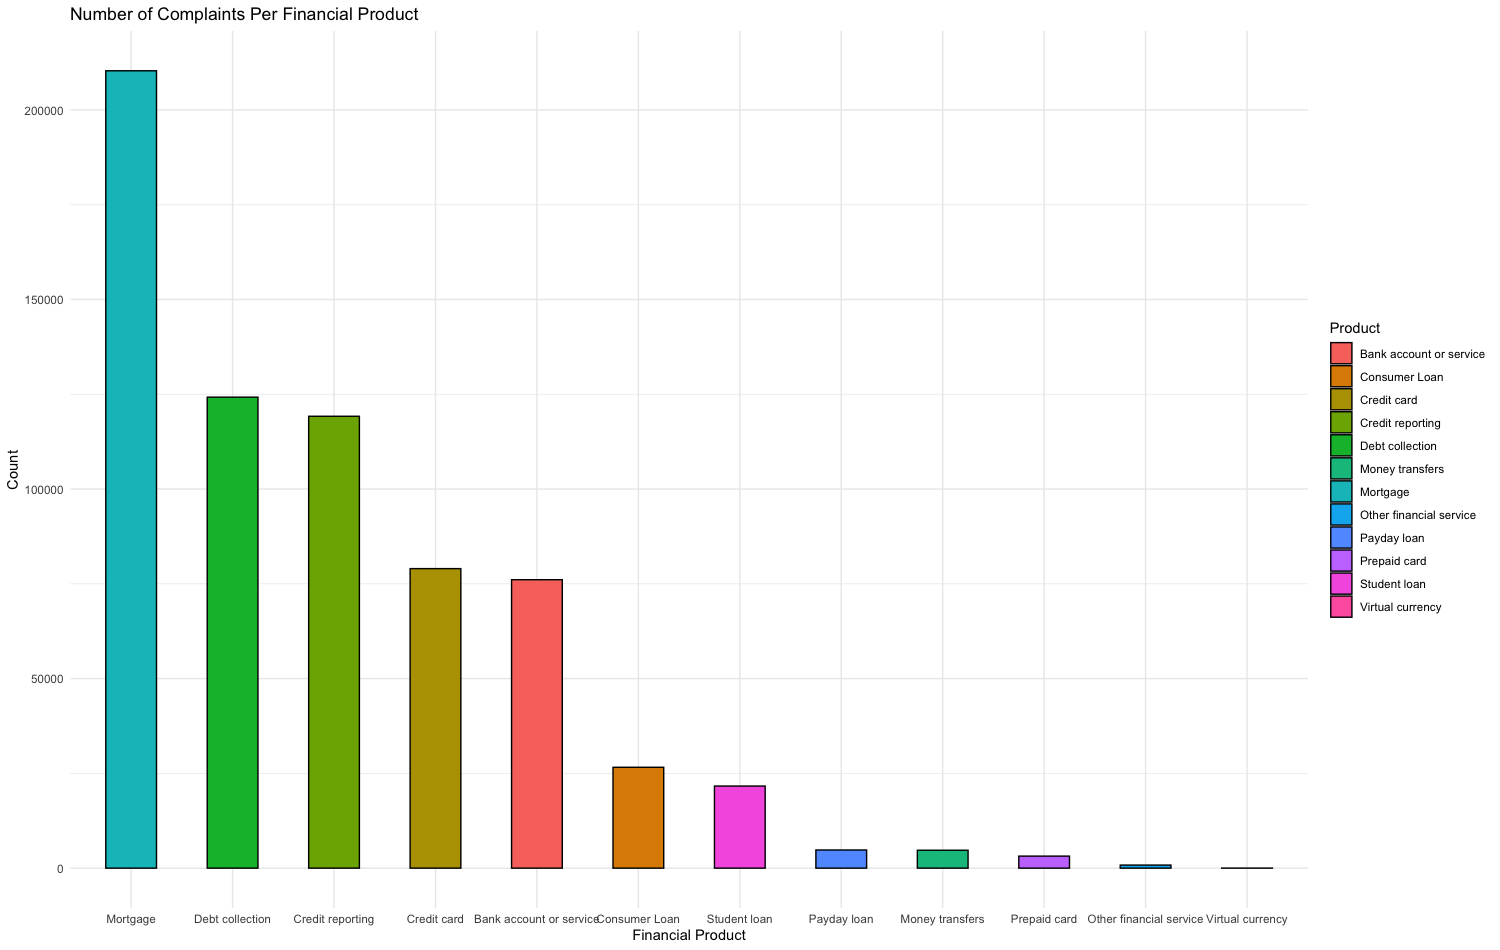 Number of Complaints Per Financial Product
Count
200000
150000
100000
50000
0
Mortgage
Debt collection
Credit reporting
Credit card
Bank account or service
Consumer Loan
Student loan
Payday loan
Money transfers
Prepaid card
Other financial service
Virtual currency
Financial Product
Product
Bank account or service
Consumer Loan
Credit card
Credit reporting
Debt collection
Money transfers
Mortgage
Other financial service
Payday loan
Prepaid card
Student loan
Virtual currency